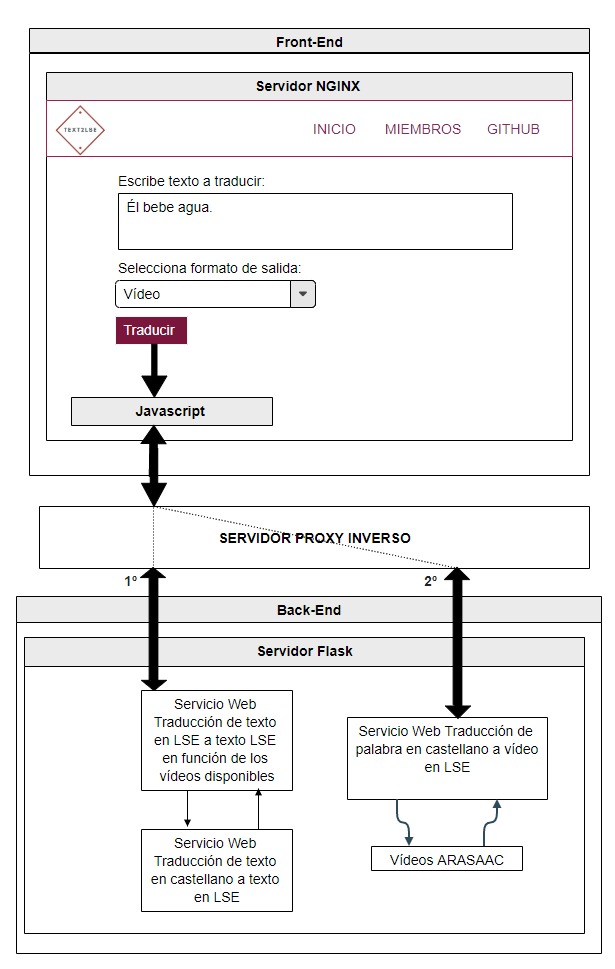 Front-End
Servidor NGINX
TEXT2LSE
INICIO MIEMBROS GITHUB
Escribe texto a traducir:
Él bebe agua.
Selecciona formato de salida:
Vídeo
Traducir
Javascript
SERVIDOR PROXY INVERSO
1º
2º
Back-End
Servidor Flask
Servicio Web
Traducción de texto
en LSE a texto LSE
en función de los
vídeos disponibles
Servicio Web Traducción de
palabra en castellano a vídeo
en LSE
Servicio Web
Traducción de texto
en castellano a texto
en LSE
Vídeos ARASAAC